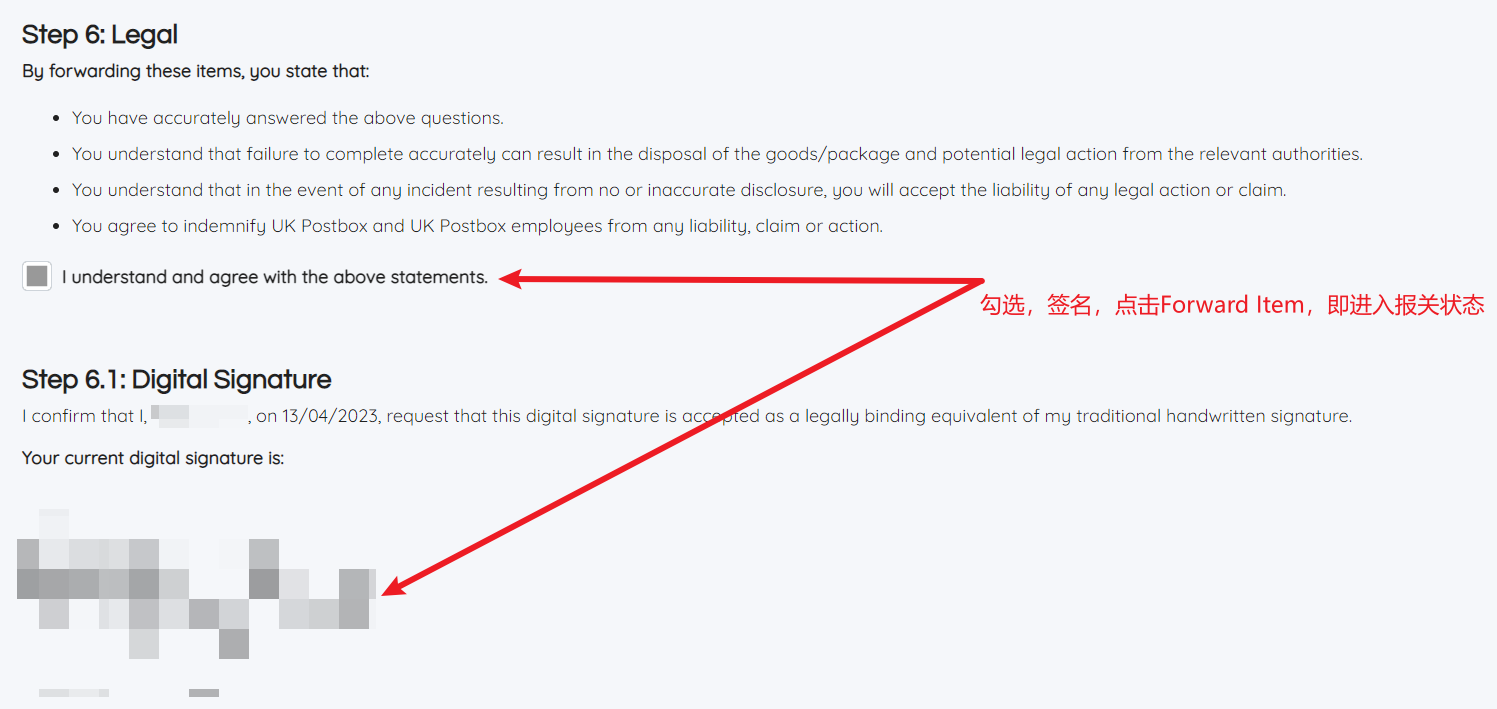 Step 6: Legal
By forwarding these items, you state that:
You have accurately answered the above questions.
You understand that failure to complete accurately can result in the disposal of the goods/package and potential legal action from the relevant authorities.
You understand that in the event of any incident resulting from no or inaccurate disclosure, you will accept the liability of any legal action or claim.
You agree to indemnify UK Postbox and UK Postbox employees from any liability, claim or action.
I understand and agree with the above statements.
勾选，签名，点击Forward Item，即进入报关状态
Step 6.1: Digital Signature
I confirm that I, , on 13/04/2023, request that this digital signature is accepted as a legally binding equivalent of my traditional handwritten signature.
Your current digital signature is: